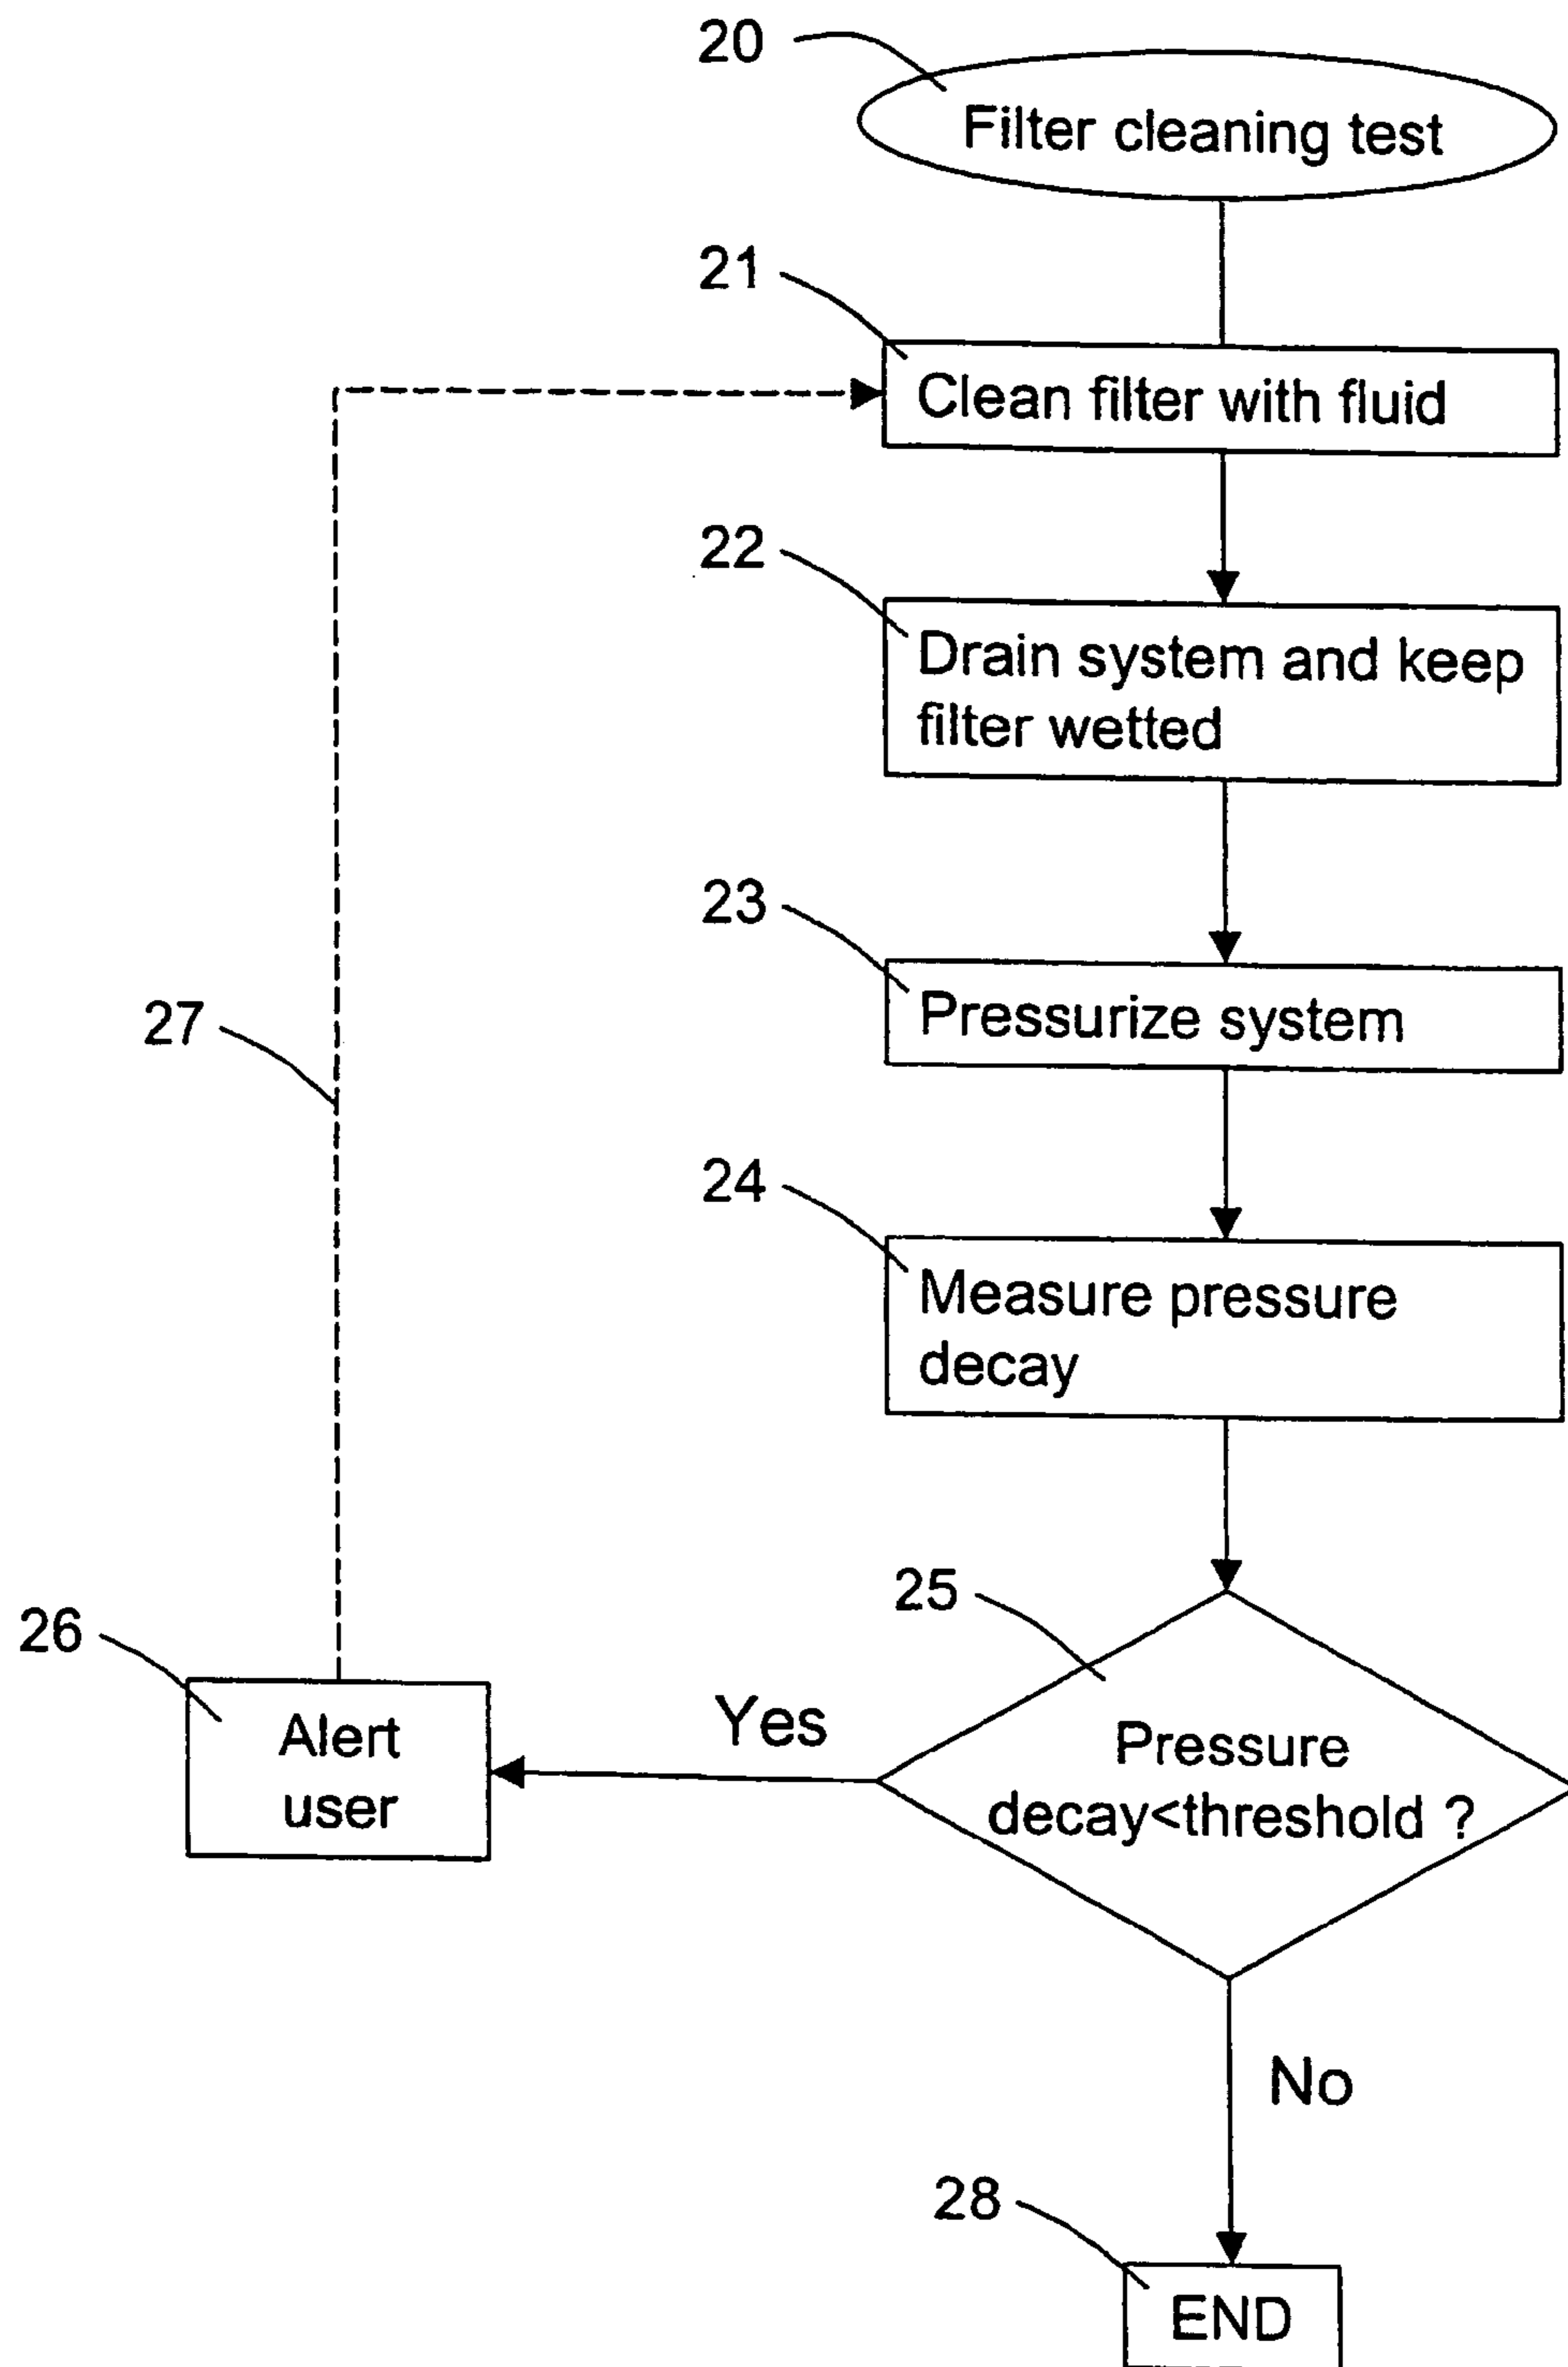 20
Filter cleaning test
21
Clean filter with fluid
22
Drain system and keep
filter wetted
23
Pressurize system
27
24
Measure pressure
decay
25
26
Alert
user
Yes
Pressure
decay<threshold ?
No
28
END